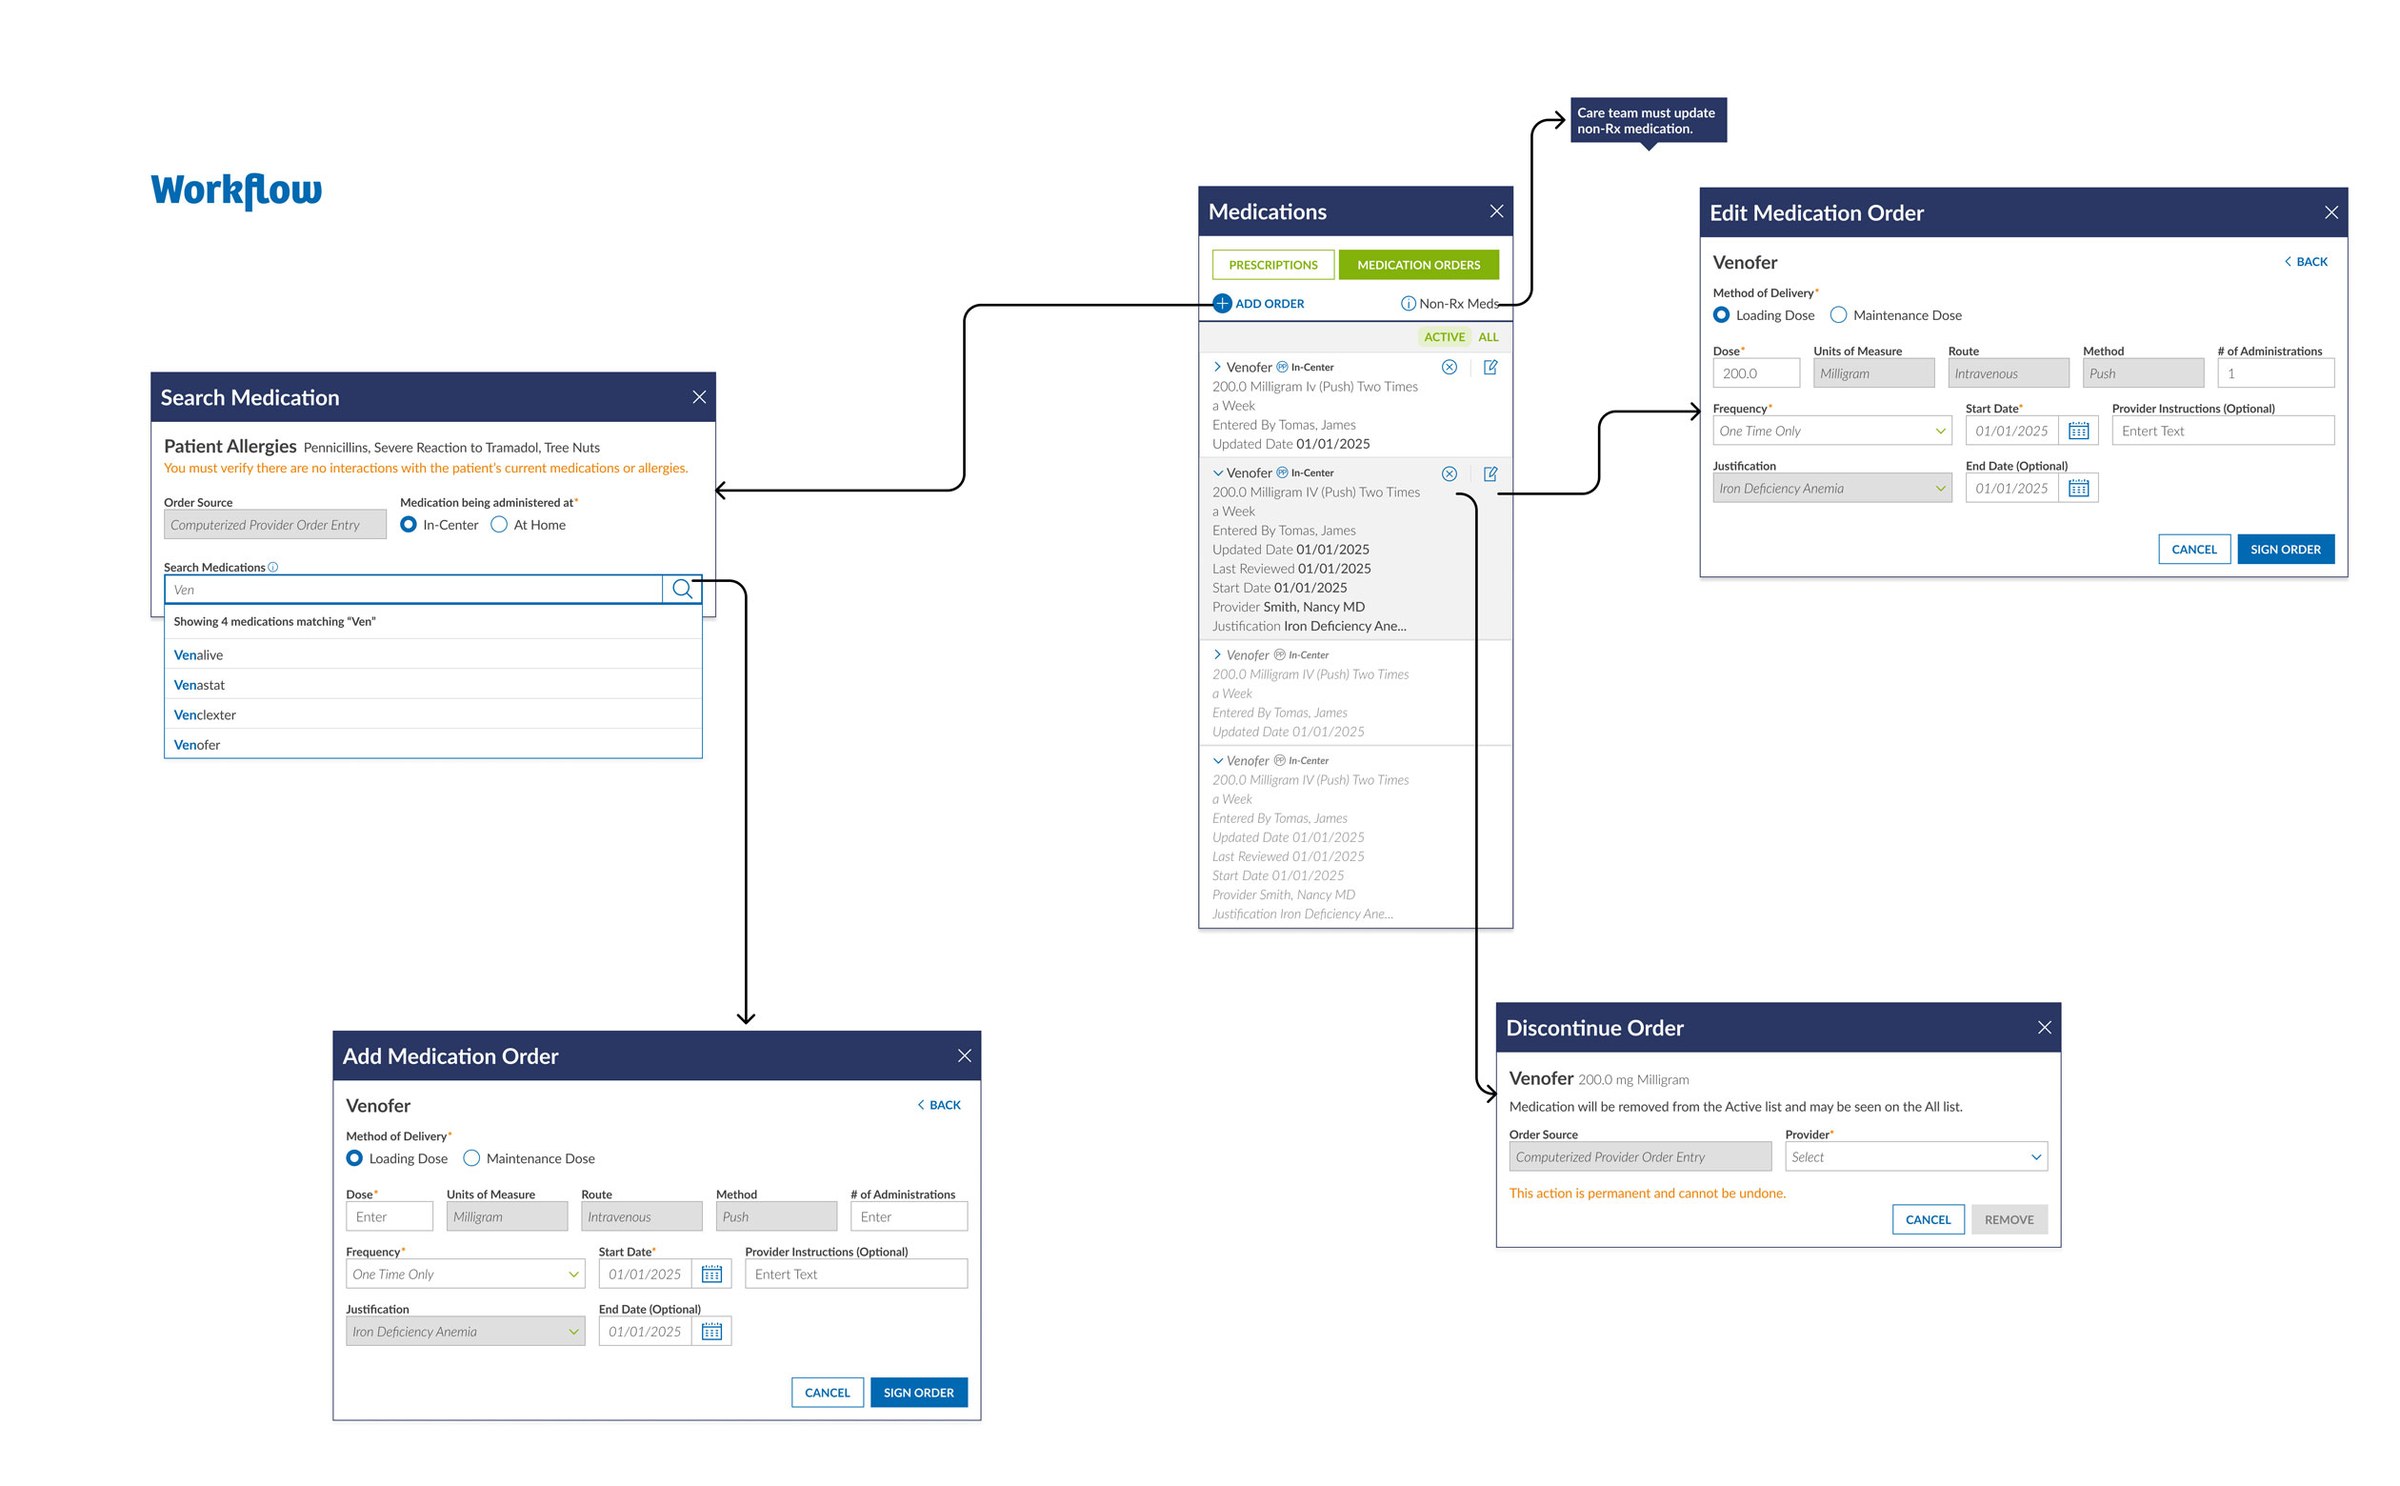 Workflow
Care team must update
non-Rx medication.
Search Medication
Patient Allergies Pennicillins, Severe Reaction to Tramadol, Tree Nuts
You must verify there are no interactions with the patient's current medications or allergies.
Order Source
Computerized Provider Order Entry
Medication being administered at*
In-Center At Home
Search Medications
Ven
Showing 4 medications matching “Ven”
Venalive
Venastat
Venclexter
Venofer
Medications
PRESCRIPTIONS MEDICATION ORDERS
ADD ORDER Non-Rx Meds
ACTIVE ALL
Venofer PP In-Center
200.0 Milligram Iv (Push) Two Times
a Week
Entered By Tomas, James
Updated Date 01/01/2025
Venofer PP In-Center
200.0 Milligram IV (Push) Two Times
a Week
Entered By Tomas, James
Updated Date 01/01/2025
Last Reviewed 01/01/2025
Start Date 01/01/2025
Provider Smith, Nancy MD
Justification Iron Deficiency Ane...
Venofer PP In-Center
200.0 Milligram IV (Push) Two Times
a Week
Entered By Tomas, James
Updated Date 01/01/2025
Venofer PP In-Center
200.0 Milligram IV (Push) Two Times
a Week
Entered By Tomas, James
Updated Date 01/01/2025
Last Reviewed 01/01/2025
Start Date 01/01/2025
Provider Smith, Nancy MD
Justification Iron Deficiency Ane...
Edit Medication Order
Venofer BACK
Method of Delivery*
Loading Dose Maintenance Dose
Dose* Units of Measure Route Method # of Administrations
200.0 Milligram Intravenous Push 1
Frequency* Start Date* Provider Instructions (Optional)
One Time Only 01/01/2025 Entert Text
Justification End Date (Optional)
Iron Deficiency Anemia 01/01/2025
CANCEL SIGN ORDER
Add Medication Order
Venofer BACK
Method of Delivery*
Loading Dose Maintenance Dose
Dose* Units of Measure Route Method # of Administrations
Enter Milligram Intravenous Push Enter
Frequency* Start Date* Provider Instructions (Optional)
One Time Only 01/01/2025 Entert Text
Justification End Date (Optional)
Iron Deficiency Anemia 01/01/2025
CANCEL SIGN ORDER
Discontinue Order
Venofer 200.0 mg Milligram
Medication will be removed from the Active list and may be seen on the All list.
Order Source Provider*
Computerized Provider Order Entry Select
This action is permanent and cannot be undone.
CANCEL REMOVE